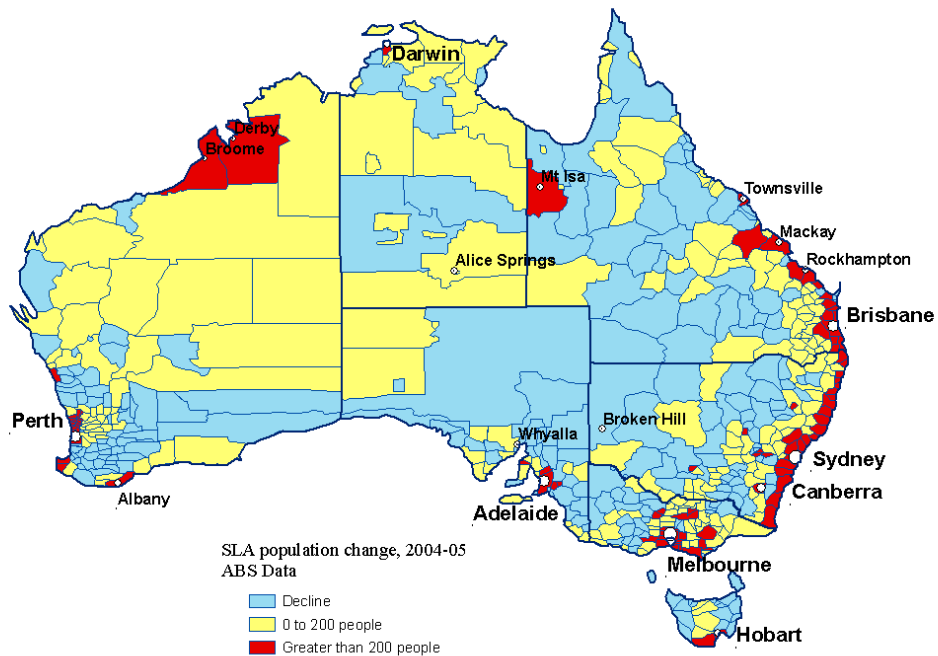 Darwin
Derby
Broome
Mt Isa
Townsville
Mackay
Alice Springs
Rockhampton
Brisbane
Perth
Broken Hill
Whyalla
Sydney
Canberra
Albany
Adelaide
SLA population change, 2004-05
ABS Data
Melbourne
Decline
0 to 200 people
Hobart
Greater than 200 people